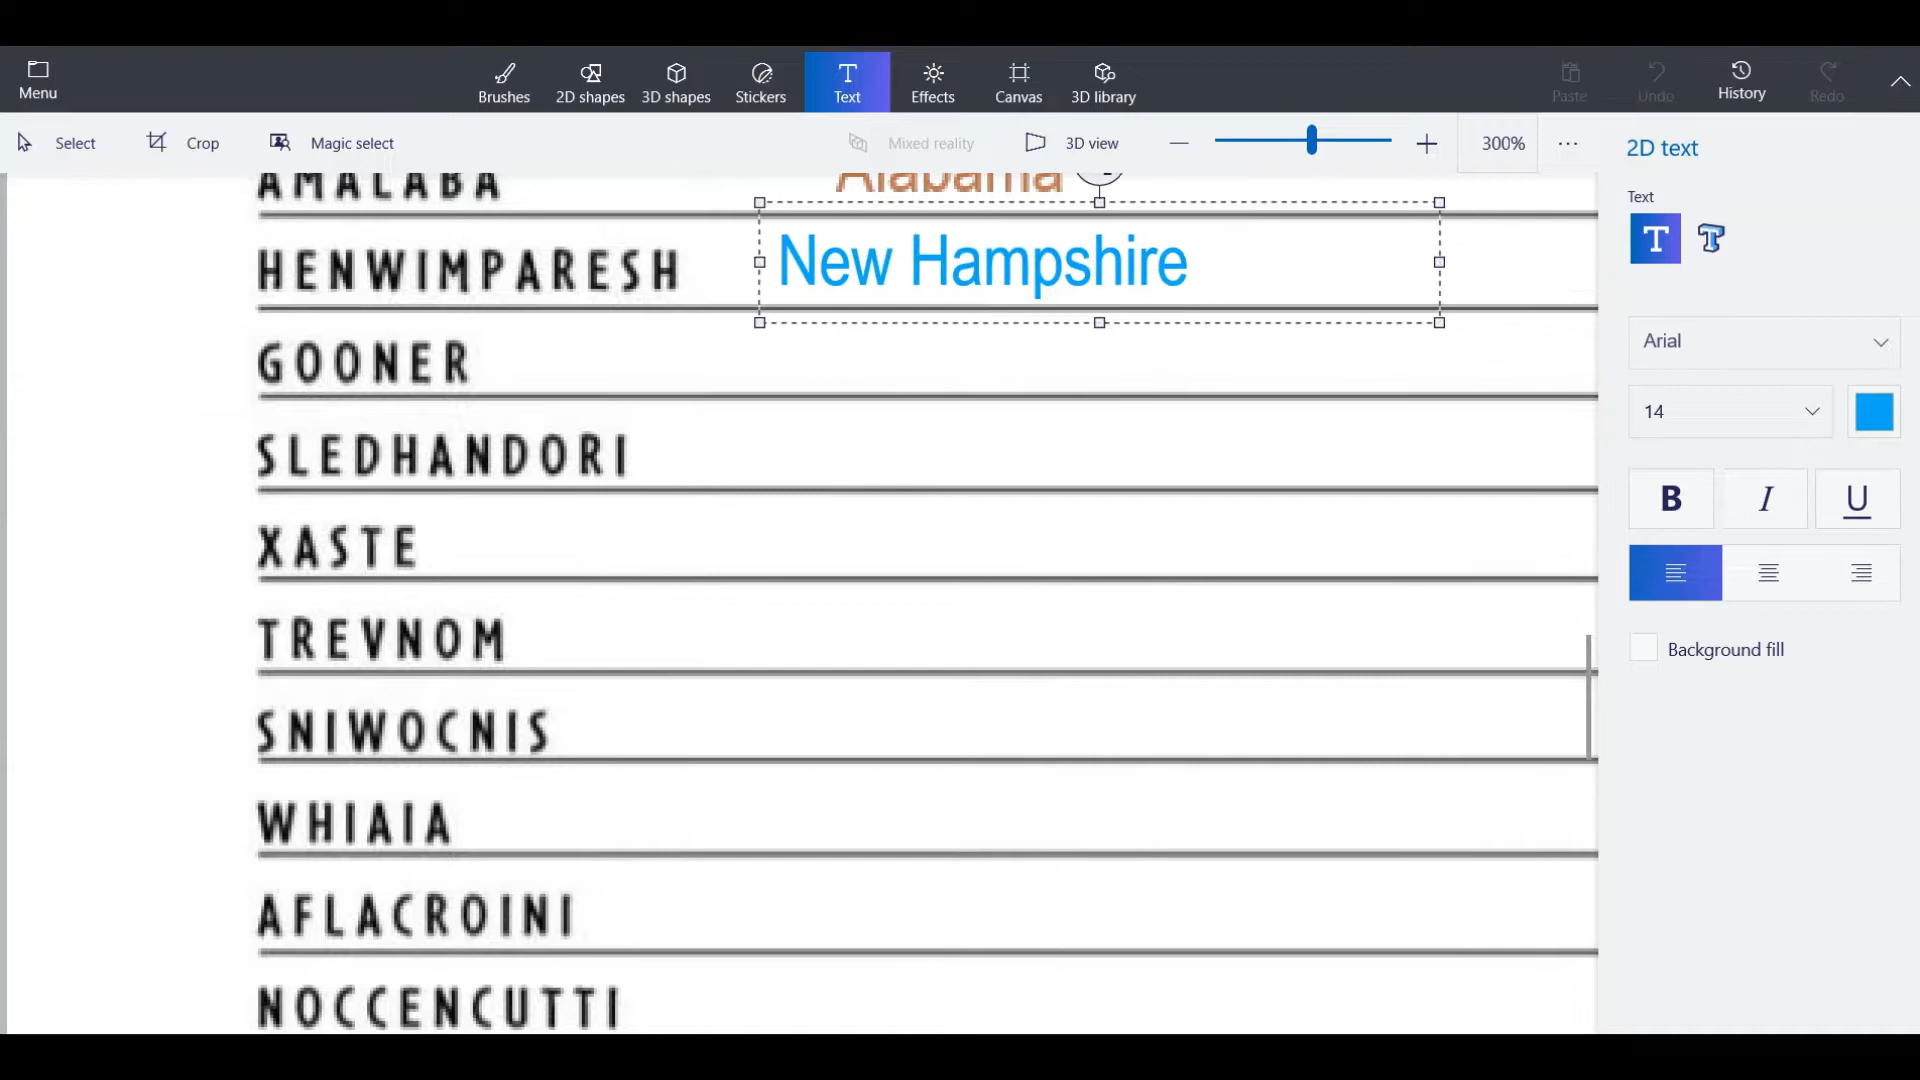 Menu
Brushes
2D shapes
3D shapes
Stickers
Text
Effects
Canvas
3D library
Paste
Undo
History
Redo
Select
Crop
Magic select
Mixed reality
3D view
300%
2D text
Text
Arial
14
B
I
U
Background fill
AMALABA Alabama
HENWIMPARESH New Hampshire
GOONER
SLEDHANDORI
XASTE
TREVNOM
SNIWOCNIS
WHIAIA
AFLACROINI
NOCCENCUTTI